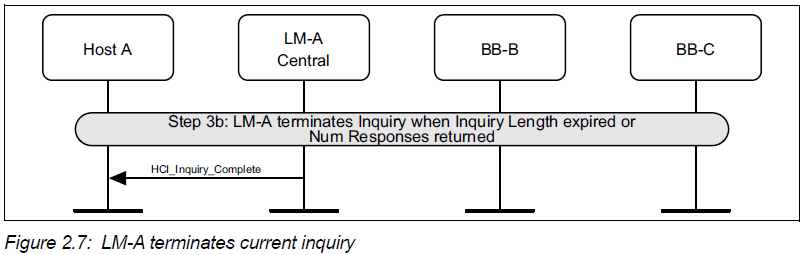 Host A
LM-A
Central
BB-B
BB-C
Step 3b: LM-A terminates Inquiry when Inquiry Length expired or
Num Responses returned
HCI_Inquiry_Complete
Figure 2.7: LM-A terminates current inquiry